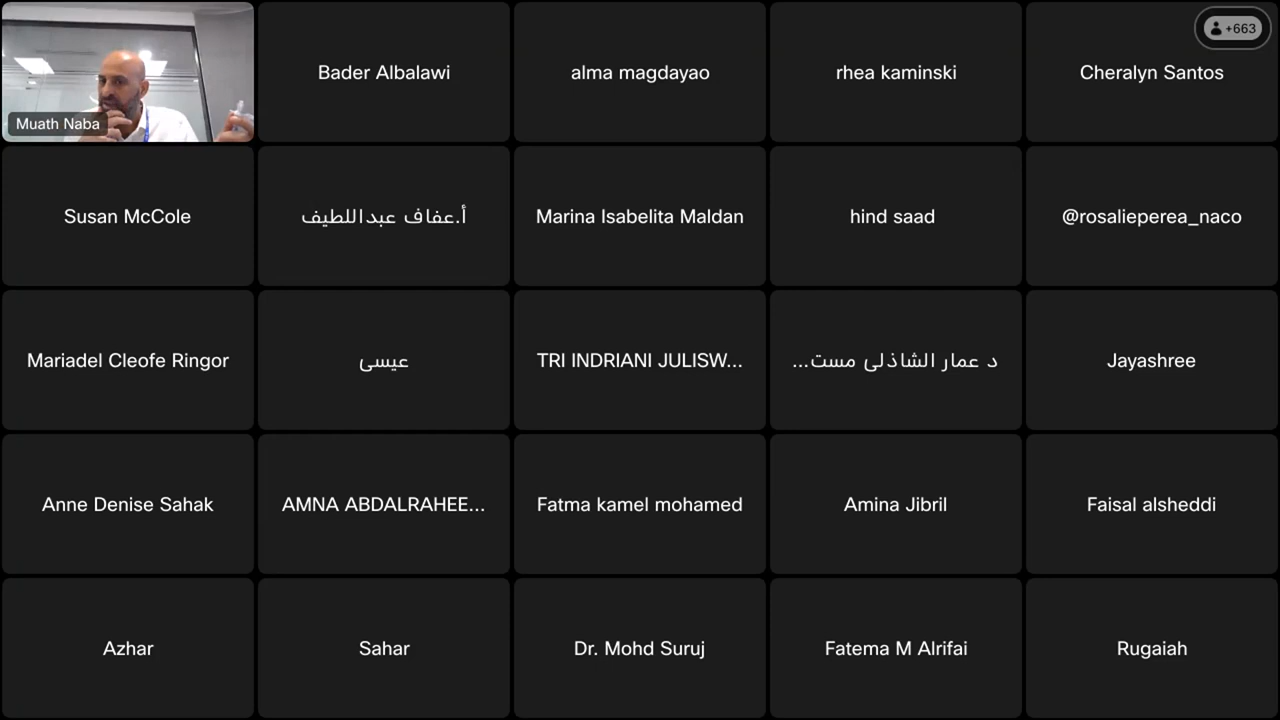 Muath Naba
Bader Albalawi
alma magdayao
rhea kaminski
Cheralyn Santos
+663
Susan McCole
أ.عفاف عبداللطيف
Marina Isabelita Maldan
hind saad
@rosalieperea_naco
Mariadel Cleofe Ringor
عيسى
TRI INDRIANI JULISW...
د عمار الشاذلى مست...
Jayashree
Anne Denise Sahak
AMNA ABDALRAHEE...
Fatma kamel mohamed
Amina Jibril
Faisal alsheddi
Azhar
Sahar
Dr. Mohd Suruj
Fatema M Alrifai
Rugaiah